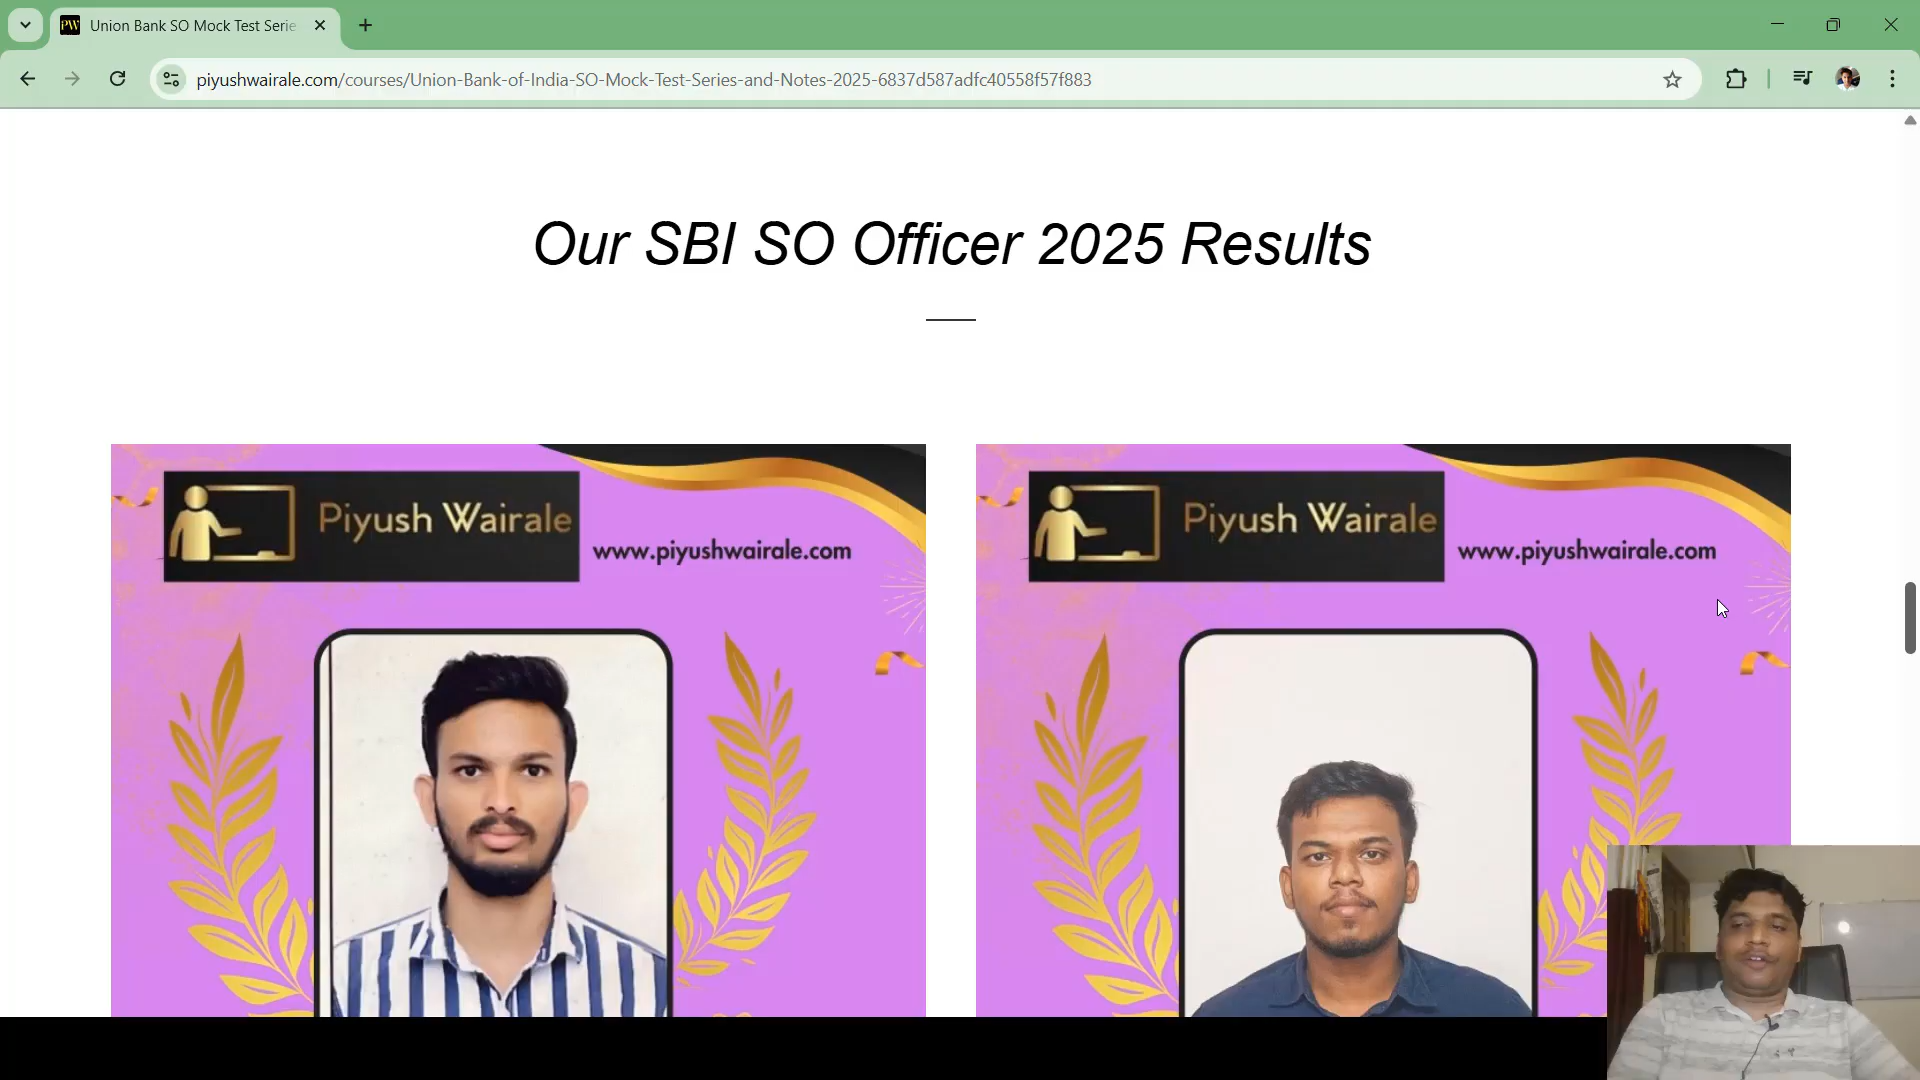 Union Bank SO Mock Test Serie
piyushwairale.com/courses/Union-Bank-of-India-SO-Mock-Test-Series-and-Notes-2025-6837d587adfc40558f57f883
Our SBI SO Officer 2025 Results
Piyush Wairale
www.piyushwairale.com
Piyush Wairale
www.piyushwairale.com